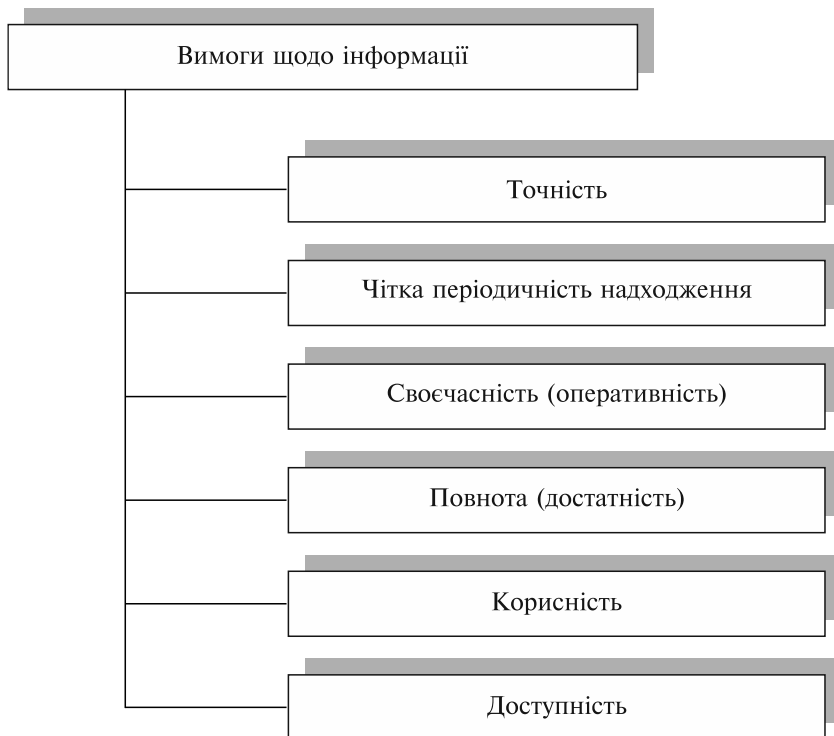 Вимоги щодо інформації
Точність
Чітка періодичність надходження
Своєчасність (оперативність)
Повнота (достатність)
Корисність
Доступність